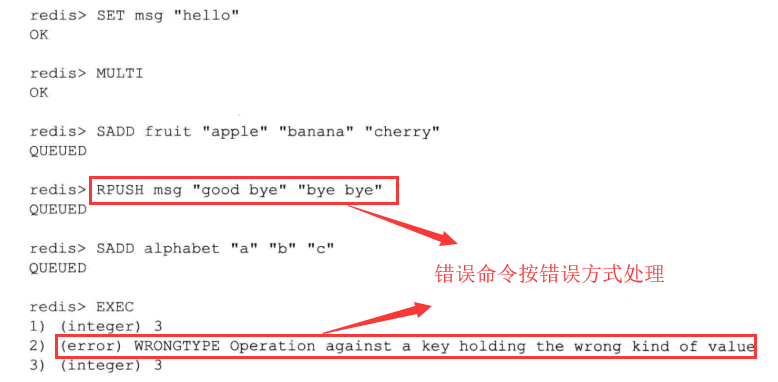 redis> SET msg "hello"
OK
redis> MULTI
OK
redis> SADD fruit "apple" "banana" "cherry"
QUEUED
redis> RPUSH msg "good bye" "bye bye"
QUEUED
redis> SADD alphabet "a" "b" "c"
QUEUED
错误命令按错误方式处理
redis> EXEC
1) (integer) 3
2) (error) WRONGTYPE Operation against a key holding the wrong kind of value
3) (integer) 3